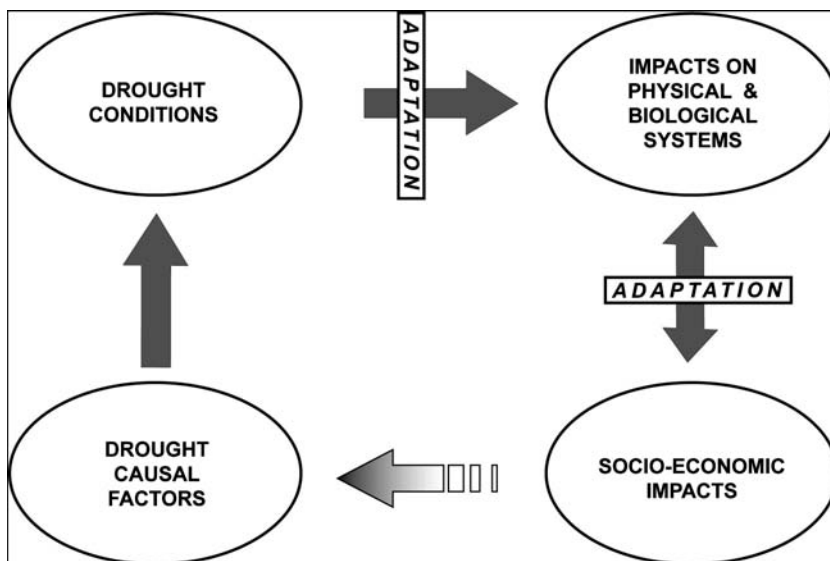 DROUGHT
CONDITIONS
ADAPTATION
IMPACTS ON
PHYSICAL &
BIOLOGICAL
SYSTEMS
ADAPTATION
DROUGHT
CAUSAL
FACTORS
SOCIO-ECONOMIC
IMPACTS